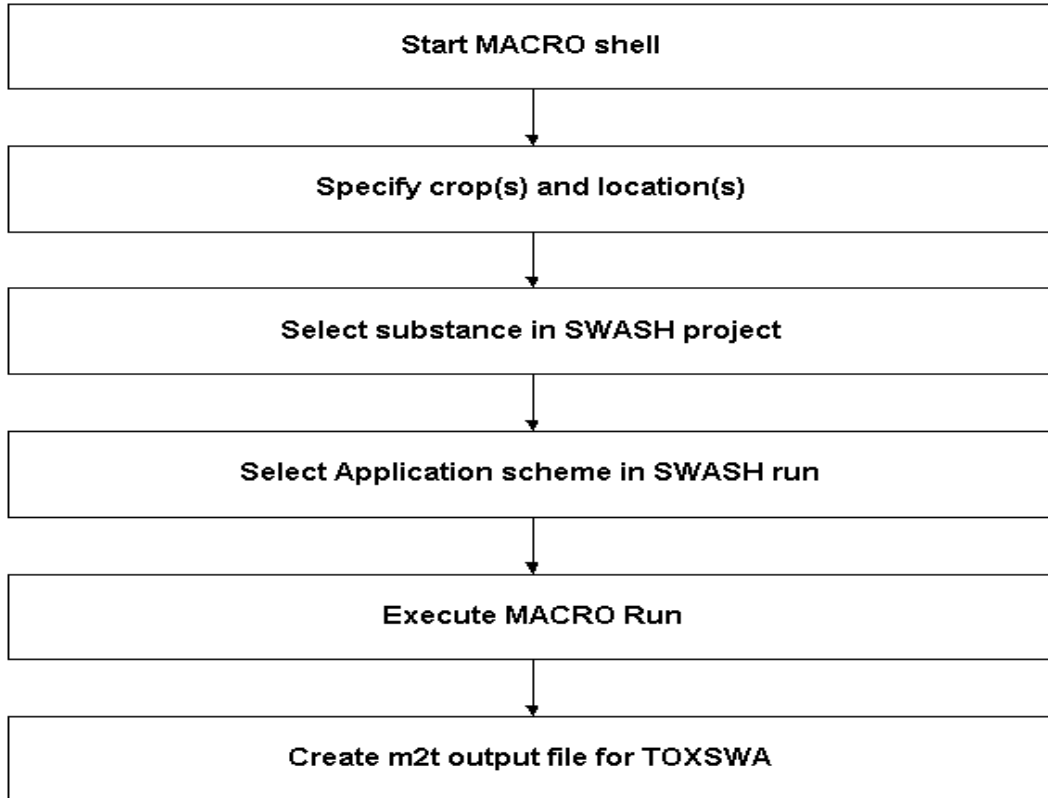 Start MACRO shell
Specify crop(s) and location(s)
Select substance in SWASH project
Select Application scheme in SWASH run
Execute MACRO Run
Create m2t output file for TOXSWA